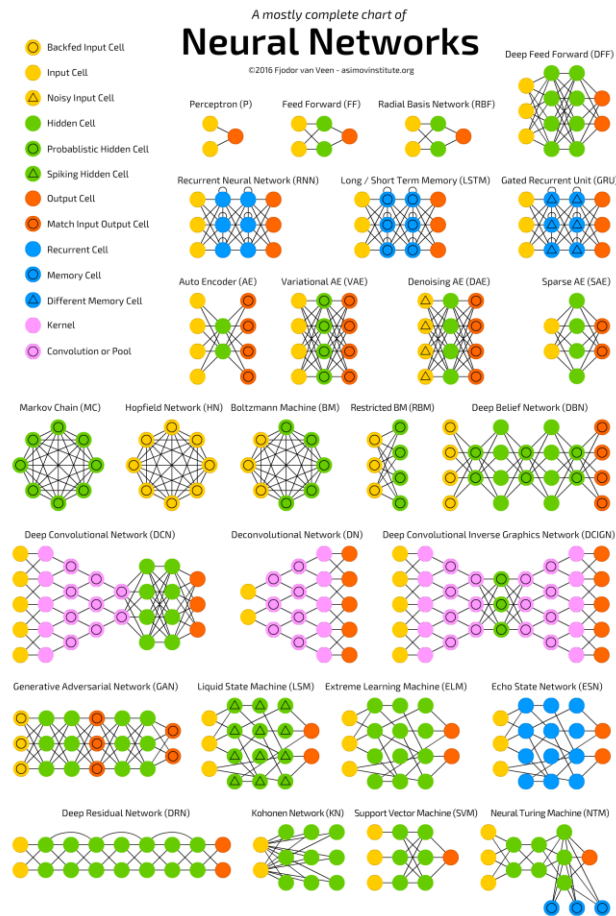 A mostly complete chart of
Neural Networks
©2016 Fjodor van Veen - asimovinstitute.org
Backfed Input Cell
Input Cell
Noisy Input Cell
Hidden Cell
Probablistic Hidden Cell
Spiking Hidden Cell
Output Cell
Match Input Output Cell
Recurrent Cell
Memory Cell
Different Memory Cell
Kernel
Convolution or Pool
Deep Feed Forward (DFF)
Perceptron (P)
Feed Forward (FF)
Radial Basis Network (RBF)
Recurrent Neural Network (RNN)
Long / Short Term Memory (LSTM)
Gated Recurrent Unit (GRU)
Auto Encoder (AE)
Variational AE (VAE)
Denoising AE (DAE)
Sparse AE (SAE)
Markov Chain (MC)
Hopfield Network (HN)
Boltzmann Machine (BM)
Restricted BM (RBM)
Deep Belief Network (DBN)
Deep Convolutional Network (DCN)
Deconvolutional Network (DN)
Deep Convolutional Inverse Graphics Network (DCIGN)
Generative Adversarial Network (GAN)
Liquid State Machine (LSM)
Extreme Learning Machine (ELM)
Echo State Network (ESN)
Deep Residual Network (DRN)
Kohonen Network (KN)
Support Vector Machine (SVM)
Neural Turing Machine (NTM)